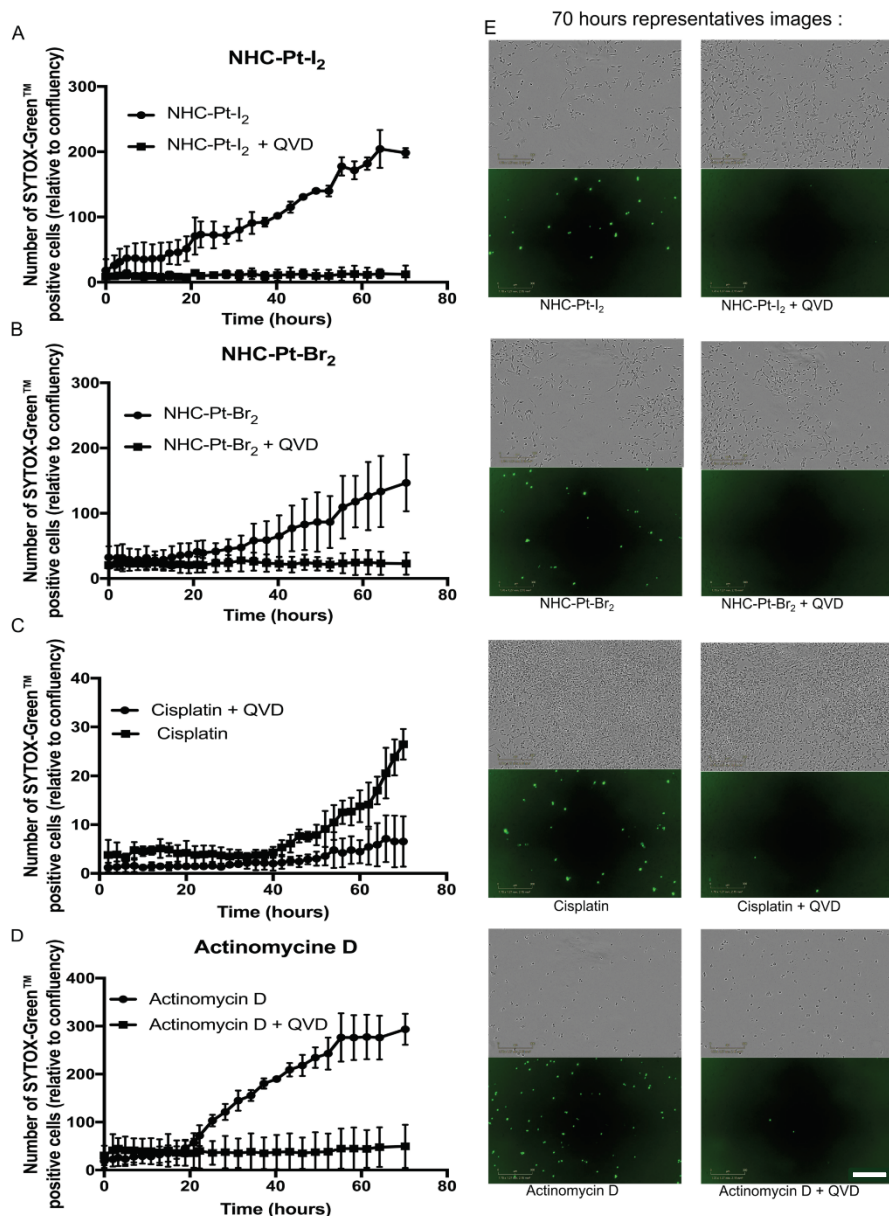 A
NHC-Pt-I2
NHC-Pt-I2
NHC-Pt-I2 + QVD
Number of SYTOX-Green™
positive cells (relative to confluency)
300
200
100
0
0 20 40 60 80
Time (hours)
B
NHC-Pt-Br2
NHC-Pt-Br2
NHC-Pt-Br2 + QVD
Number of SYTOX-Green™
positive cells (relative to confluency)
300
150
0
0 20 40 60 80
Time (hours)
C
Cisplatin + QVD
Cisplatin
Number of SYTOX-Green™
positive cells (relative to confluency)
40
30
20
10
0
0 20 40 60 80
Time (hours)
D
Actinomycine D
Actinomycin D
Actinomycin D + QVD
Number of SYTOX-Green™
positive cells (relative to confluency)
400
300
200
100
0
0 20 40 60 80
Time (hours)
E
70 hours representatives images :
NHC-Pt-I2
NHC-Pt-I2 + QVD
NHC-Pt-Br2
NHC-Pt-Br2 + QVD
Cisplatin
Cisplatin + QVD
Actinomycin D
Actinomycin D + QVD